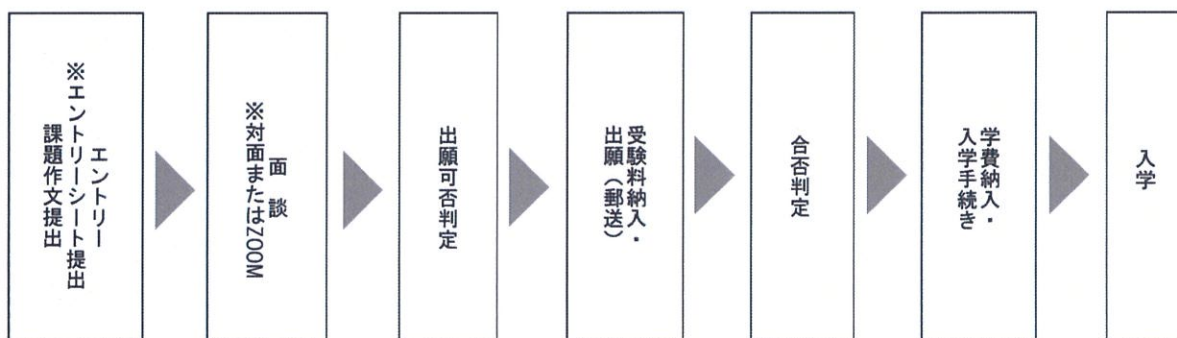 エントリー
※エントリーシート提出
課題作文提出
面談
※対面またはZOOM
出願可否判定
受験料納入・
出願（郵送）
合否判定
学費納入・
入学手続き
入学